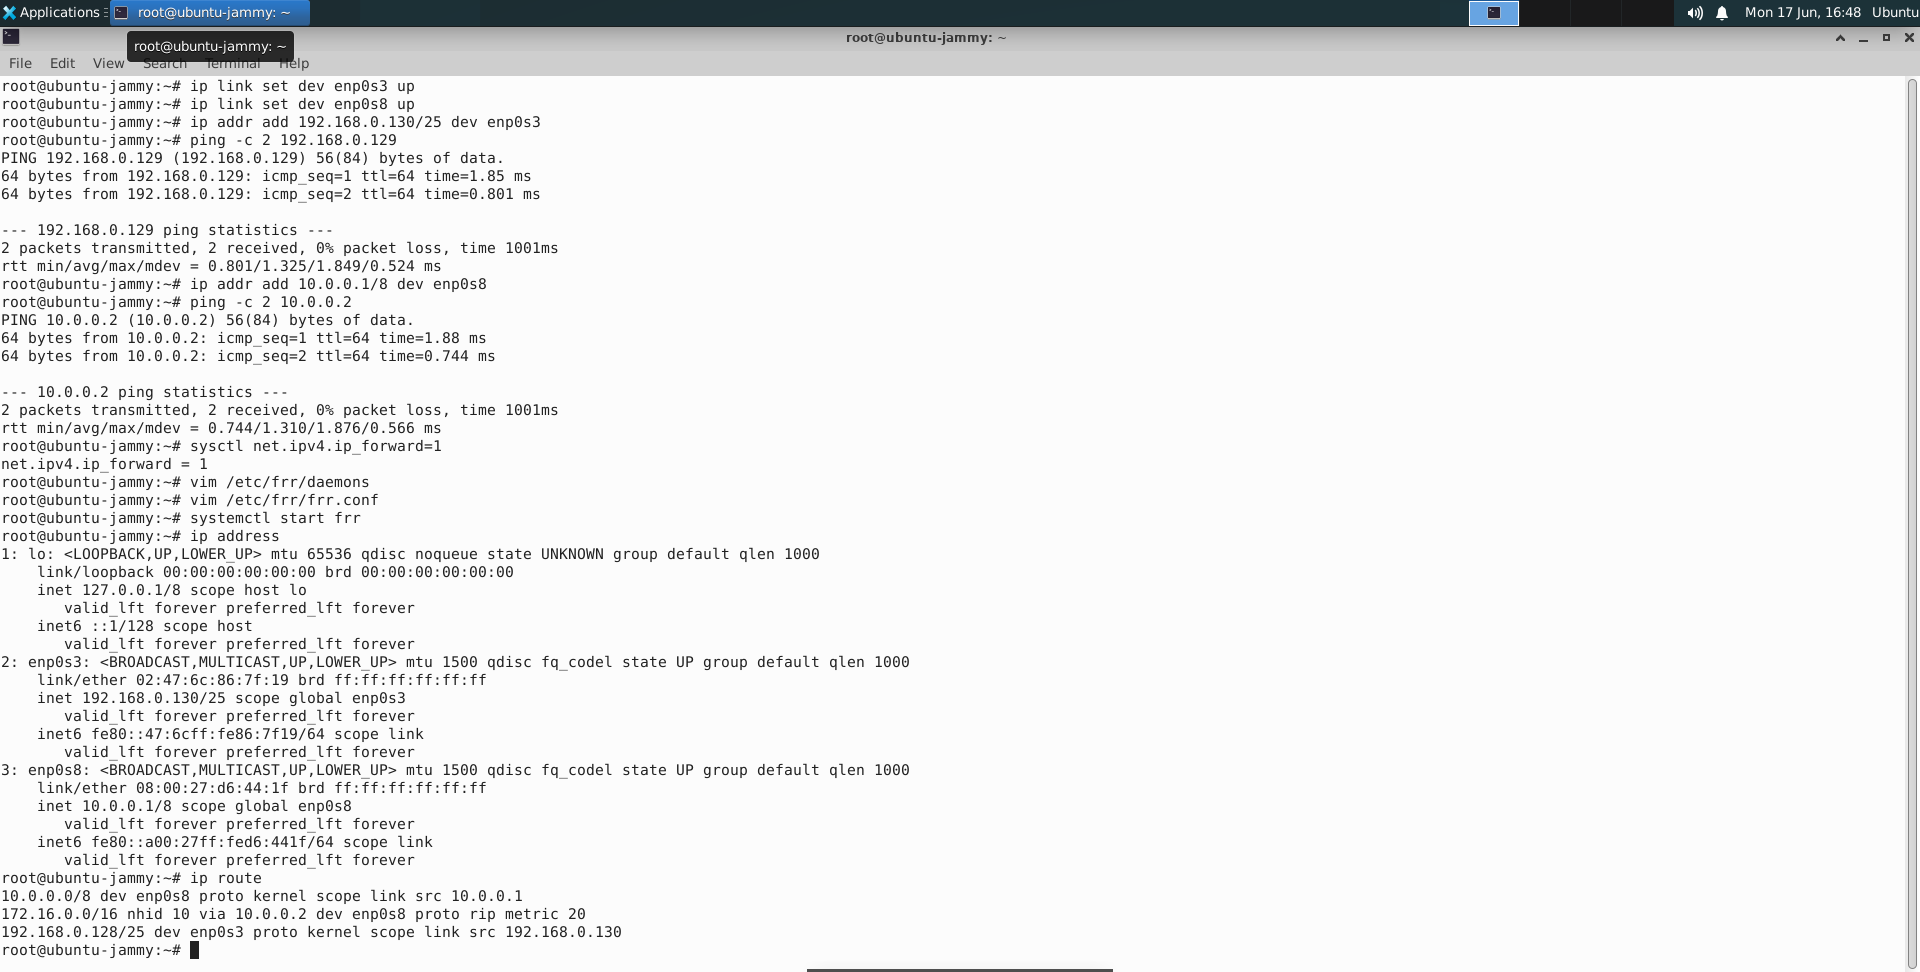 Applications root@ubuntu-jammy: ~ Mon 17 Jun, 16:48 Ubuntu
root@ubuntu-jammy: ~
root@ubuntu-jammy: ~
File Edit View Search Terminal Help
root@ubuntu-jammy:~# ip link set dev enp0s3 up
root@ubuntu-jammy:~# ip link set dev enp0s8 up
root@ubuntu-jammy:~# ip addr add 192.168.0.130/25 dev enp0s3
root@ubuntu-jammy:~# ping -c 2 192.168.0.129
PING 192.168.0.129 (192.168.0.129) 56(84) bytes of data.
64 bytes from 192.168.0.129: icmp_seq=1 ttl=64 time=1.85 ms
64 bytes from 192.168.0.129: icmp_seq=2 ttl=64 time=0.801 ms

--- 192.168.0.129 ping statistics ---
2 packets transmitted, 2 received, 0% packet loss, time 1001ms
rtt min/avg/max/mdev = 0.801/1.325/1.849/0.524 ms
root@ubuntu-jammy:~# ip addr add 10.0.0.1/8 dev enp0s8
root@ubuntu-jammy:~# ping -c 2 10.0.0.2
PING 10.0.0.2 (10.0.0.2) 56(84) bytes of data.
64 bytes from 10.0.0.2: icmp_seq=1 ttl=64 time=1.88 ms
64 bytes from 10.0.0.2: icmp_seq=2 ttl=64 time=0.744 ms

--- 10.0.0.2 ping statistics ---
2 packets transmitted, 2 received, 0% packet loss, time 1001ms
rtt min/avg/max/mdev = 0.744/1.310/1.876/0.566 ms
root@ubuntu-jammy:~# sysctl net.ipv4.ip_forward=1
net.ipv4.ip_forward = 1
root@ubuntu-jammy:~# vim /etc/frr/daemons
root@ubuntu-jammy:~# vim /etc/frr/frr.conf
root@ubuntu-jammy:~# systemctl start frr
root@ubuntu-jammy:~# ip address
1: lo: <LOOPBACK,UP,LOWER_UP> mtu 65536 qdisc noqueue state UNKNOWN group default qlen 1000
    link/loopback 00:00:00:00:00:00 brd 00:00:00:00:00:00
    inet 127.0.0.1/8 scope host lo
       valid_lft forever preferred_lft forever
    inet6 ::1/128 scope host
       valid_lft forever preferred_lft forever
2: enp0s3: <BROADCAST,MULTICAST,UP,LOWER_UP> mtu 1500 qdisc fq_codel state UP group default qlen 1000
    link/ether 02:47:6c:86:7f:19 brd ff:ff:ff:ff:ff:ff
    inet 192.168.0.130/25 scope global enp0s3
       valid_lft forever preferred_lft forever
    inet6 fe80::47:6cff:fe86:7f19/64 scope link
       valid_lft forever preferred_lft forever
3: enp0s8: <BROADCAST,MULTICAST,UP,LOWER_UP> mtu 1500 qdisc fq_codel state UP group default qlen 1000
    link/ether 08:00:27:d6:44:1f brd ff:ff:ff:ff:ff:ff
    inet 10.0.0.1/8 scope global enp0s8
       valid_lft forever preferred_lft forever
    inet6 fe80::a00:27ff:fed6:441f/64 scope link
       valid_lft forever preferred_lft forever
root@ubuntu-jammy:~# ip route
10.0.0.0/8 dev enp0s8 proto kernel scope link src 10.0.0.1
172.16.0.0/16 nhid 10 via 10.0.0.2 dev enp0s8 proto rip metric 20
192.168.0.128/25 dev enp0s3 proto kernel scope link src 192.168.0.130
root@ubuntu-jammy:~#